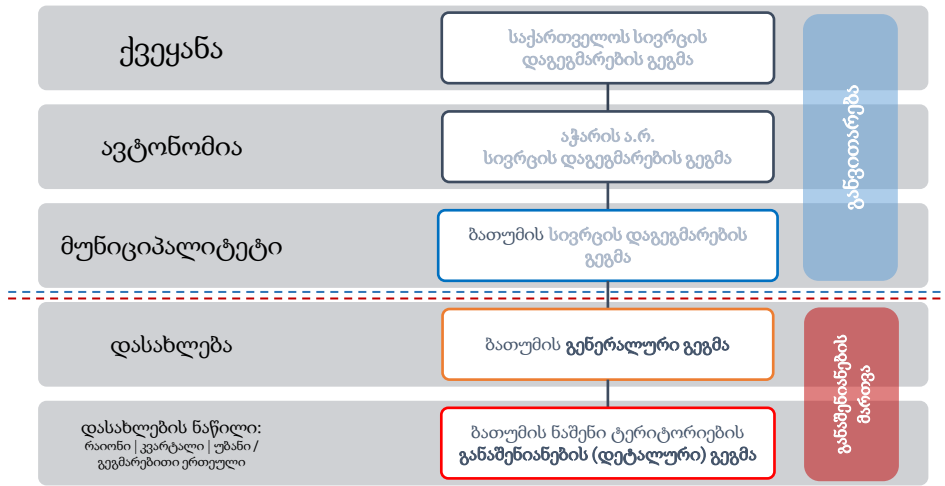 ქვეყანა
საქართველოს სივრცის
დაგეგმარების გეგმა
ავტონომია
აჭარის ა.რ.
სივრცის დაგეგმარების გეგმა
მუნიციპალიტეტი
ბათუმის სივრცის დაგეგმარების
გეგმა
განვითარება
დასახლება
ბათუმის გენერალური გეგმა
დასახლების ნაწილი:
რაიონი | კვარტალი | უბანი /
გეგმარებითი ერთეული
ბათუმის ნაშენი ტერიტორიების
განაშენიანების (დეტალური) გეგმა
განაშენიანების
მართვა